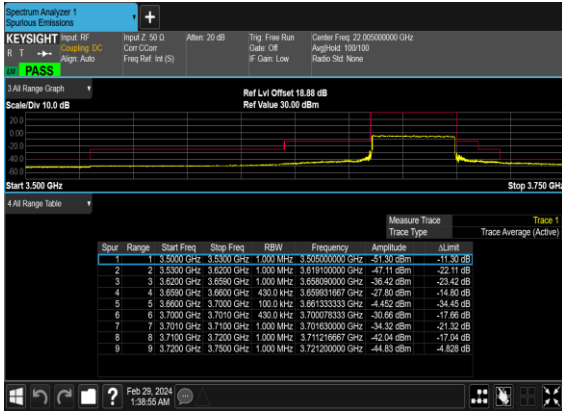 Spectrum Analyzer 1
Spurious Emissions
+
KEYSIGHT Input: RF Input Z: 50 Ω Atten: 20 dB Trig: Free Run Center Freq: 22.005000000 GHz
R T Coupling: DC Corr CCorr Gate: Off Avg|Hold: 100/100
Align: Auto Freq Ref: Int (S) IF Gain: Low Radio Std: None
PASS
3 All Range Graph
Ref Lvl Offset 18.88 dB
Scale/Div 10.0 dB Ref Value 30.00 dBm
20.0
0.00
-20.0
-40.0
-60.0
Start 3.500 GHz Stop 3.750 GHz
4 All Range Table
Measure Trace Trace 1
Trace Type Trace Average (Active)
Spur Range Start Freq Stop Freq RBW Frequency Amplitude ΔLimit
1 1 3.5000 GHz 3.5300 GHz 1.000 MHz 3.505000000 GHz -51.30 dBm -11.30 dB
2 2 3.5300 GHz 3.6200 GHz 1.000 MHz 3.619100000 GHz -47.11 dBm -22.11 dB
3 3 3.6200 GHz 3.6590 GHz 1.000 MHz 3.658090000 GHz -36.42 dBm -23.42 dB
4 4 3.6590 GHz 3.6600 GHz 430.0 kHz 3.659931667 GHz -27.80 dBm -14.80 dB
5 5 3.6600 GHz 3.7000 GHz 100.0 kHz 3.661333333 GHz -4.452 dBm -34.45 dB
6 6 3.7000 GHz 3.7010 GHz 430.0 kHz 3.700078333 GHz -30.66 dBm -17.66 dB
7 7 3.7010 GHz 3.7100 GHz 1.000 MHz 3.701630000 GHz -34.32 dBm -21.32 dB
8 8 3.7100 GHz 3.7200 GHz 1.000 MHz 3.711216667 GHz -42.04 dBm -17.04 dB
9 9 3.7200 GHz 3.7500 GHz 1.000 MHz 3.721200000 GHz -44.83 dBm -4.828 dB
? Feb 29, 2024
1:38:55 AM